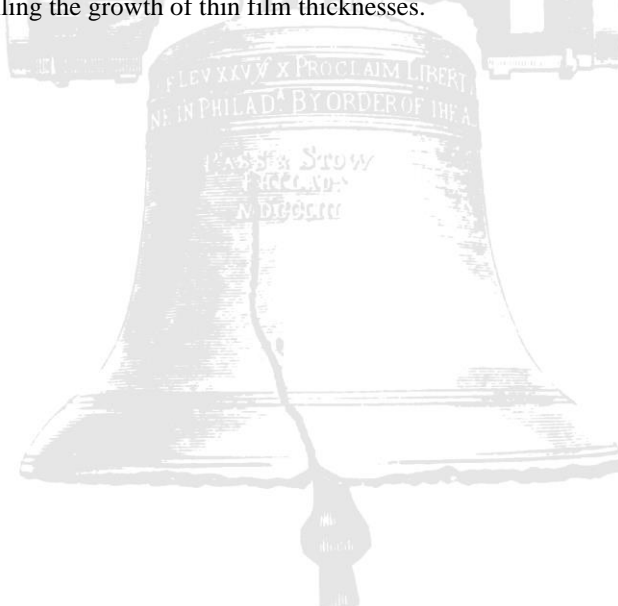 ling the growth of thin film thicknesses.
F LEV XXV V X PROCLAIM LIBERT
IN PHILADA BY ORDER OF THE A
PASS & STOW
PHILADA
MDCCLIII